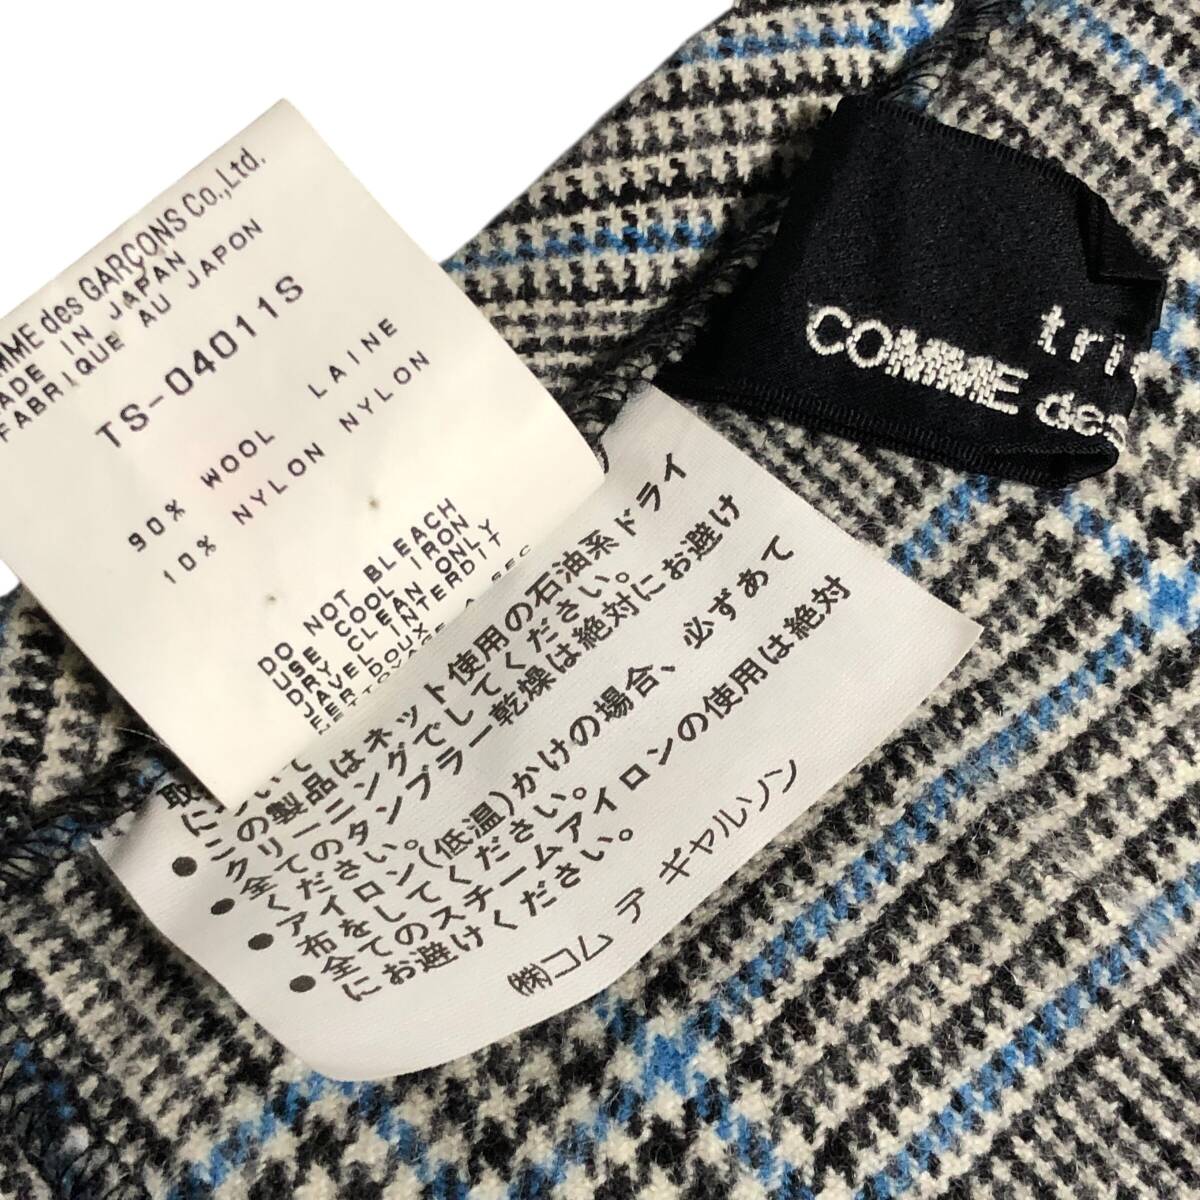 des GARÇONS Co.,Ltd.
MADE IN JAPAN
FABRIQUE AU JAPON
TS-04011S
90% WOOL LAINE
10% NYLON NYLON
DO NOT BLEACH
USE COOL IRON
DRY CLEAN ONLY
JAVEL INTERDIT
FER DOUX
COMME des
この製品はネット使用の石油系ドライ
クリーニングでしてください。
全てのタンブラー乾燥は絶対にお避け
ください。
アイロン(低温)かけの場合、必ずあて
布をしてください。
全てのスチームアイロンの使用は絶対
にお避けください。
㈱コム デ ギャルソン